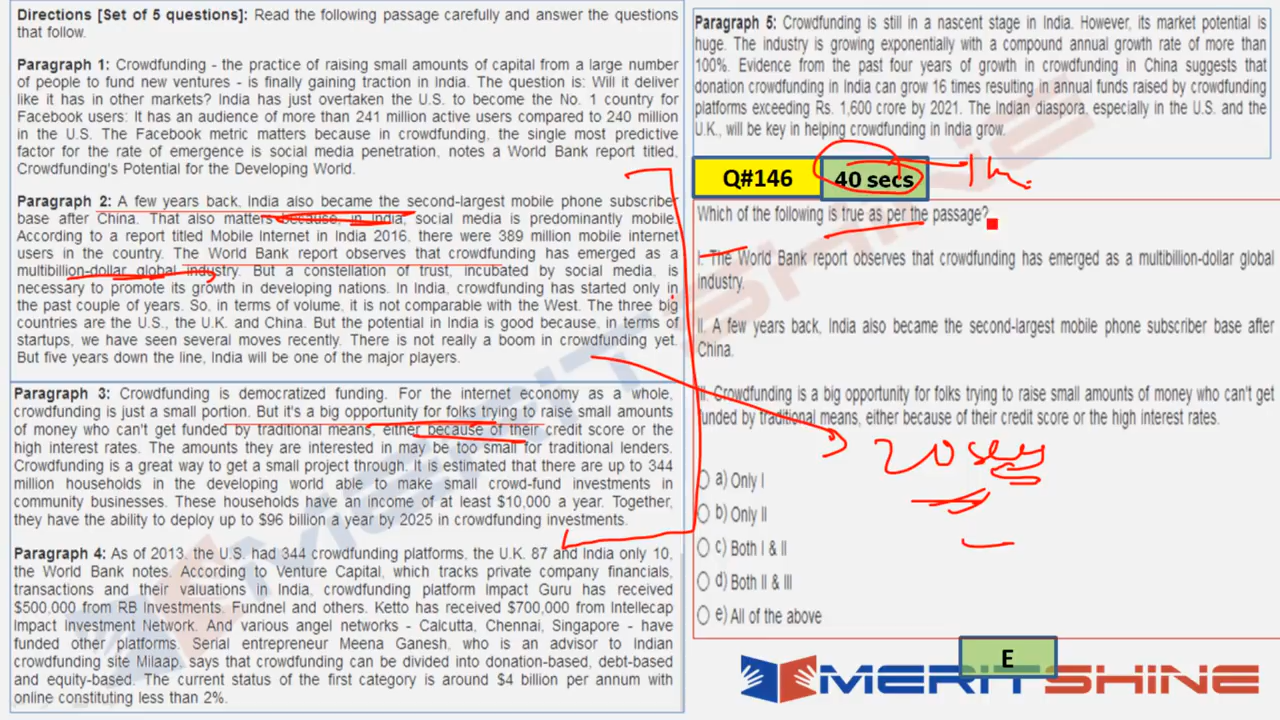 Directions [Set of 5 questions]: Read the following passage carefully and answer the questions
that follow.
Paragraph 1: Crowdfunding - the practice of raising small amounts of capital from a large number
of people to fund new ventures - is finally gaining traction in India. The question is: Will it deliver
like it has in other markets? India has just overtaken the U.S. to become the No. 1 country for
Facebook users: It has an audience of more than 241 million active users compared to 240 million
in the U.S. The Facebook metric matters because in crowdfunding, the single most predictive
factor for the rate of emergence is social media penetration, notes a World Bank report titled,
Crowdfunding's Potential for the Developing World.
Paragraph 2: A few years back, India also became the second-largest mobile phone subscriber
base after China. That also matters because, in India, social media is predominantly mobile.
According to a report titled Mobile Internet in India 2016, there were 389 million mobile internet
users in the country. The World Bank report observes that crowdfunding has emerged as a
multibillion-dollar global industry. But a constellation of trust, incubated by social media, is
necessary to promote its growth in developing nations. In India, crowdfunding has started only in
the past couple of years. So, in terms of volume, it is not comparable with the West. The three big
countries are the U.S., the U.K. and China. But the potential in India is good because, in terms of
startups, we have seen several moves recently. There is not really a boom in crowdfunding yet.
But five years down the line, India will be one of the major players.
Paragraph 3: Crowdfunding is democratized funding. For the internet economy as a whole,
crowdfunding is just a small portion. But it's a big opportunity for folks trying to raise small amounts
of money who can't get funded by traditional means, either because of their credit score or the
high interest rates. The amounts they are interested in may be too small for traditional lenders.
Crowdfunding is a great way to get a small project through. It is estimated that there are up to 344
million households in the developing world able to make small crowd-fund investments in
community businesses. These households have an income of at least $10,000 a year. Together,
they have the ability to deploy up to $96 billion a year by 2025 in crowdfunding investments.
Paragraph 4: As of 2013, the U.S. had 344 crowdfunding platforms, the U.K. 87 and India only 10,
the World Bank notes. According to Venture Capital, which tracks private company financials,
transactions and their valuations in India, crowdfunding platform Impact Guru has received
$500,000 from RB Investments. Fundnel and others. Ketto has received $700,000 from Intellecap
Impact Investment Network. And various angel networks - Calcutta, Chennai, Singapore - have
funded other platforms. Serial entrepreneur Meena Ganesh, who is an advisor to Indian
crowdfunding site Milaap, says that crowdfunding can be divided into donation-based, debt-based
and equity-based. The current status of the first category is around $4 billion per annum with
online constituting less than 2%.
Paragraph 5: Crowdfunding is still in a nascent stage in India. However, its market potential is
huge. The industry is growing exponentially with a compound annual growth rate of more than
100%. Evidence from the past four years of growth in crowdfunding in China suggests that
donation crowdfunding in India can grow 16 times resulting in annual funds raised by crowdfunding
platforms exceeding Rs. 1,600 crore by 2021. The Indian diaspora, especially in the U.S. and the
U.K., will be key in helping crowdfunding in India grow.
Q#146 40 secs
Which of the following is true as per the passage?
I. The World Bank report observes that crowdfunding has emerged as a multibillion-dollar global
industry.
II. A few years back, India also became the second-largest mobile phone subscriber base after
China.
III. Crowdfunding is a big opportunity for folks trying to raise small amounts of money who can't get
funded by traditional means, either because of their credit score or the high interest rates.
20 secs
a) Only I
b) Only II
c) Both I & II
d) Both II & III
e) All of the above
E
MERITSHINE